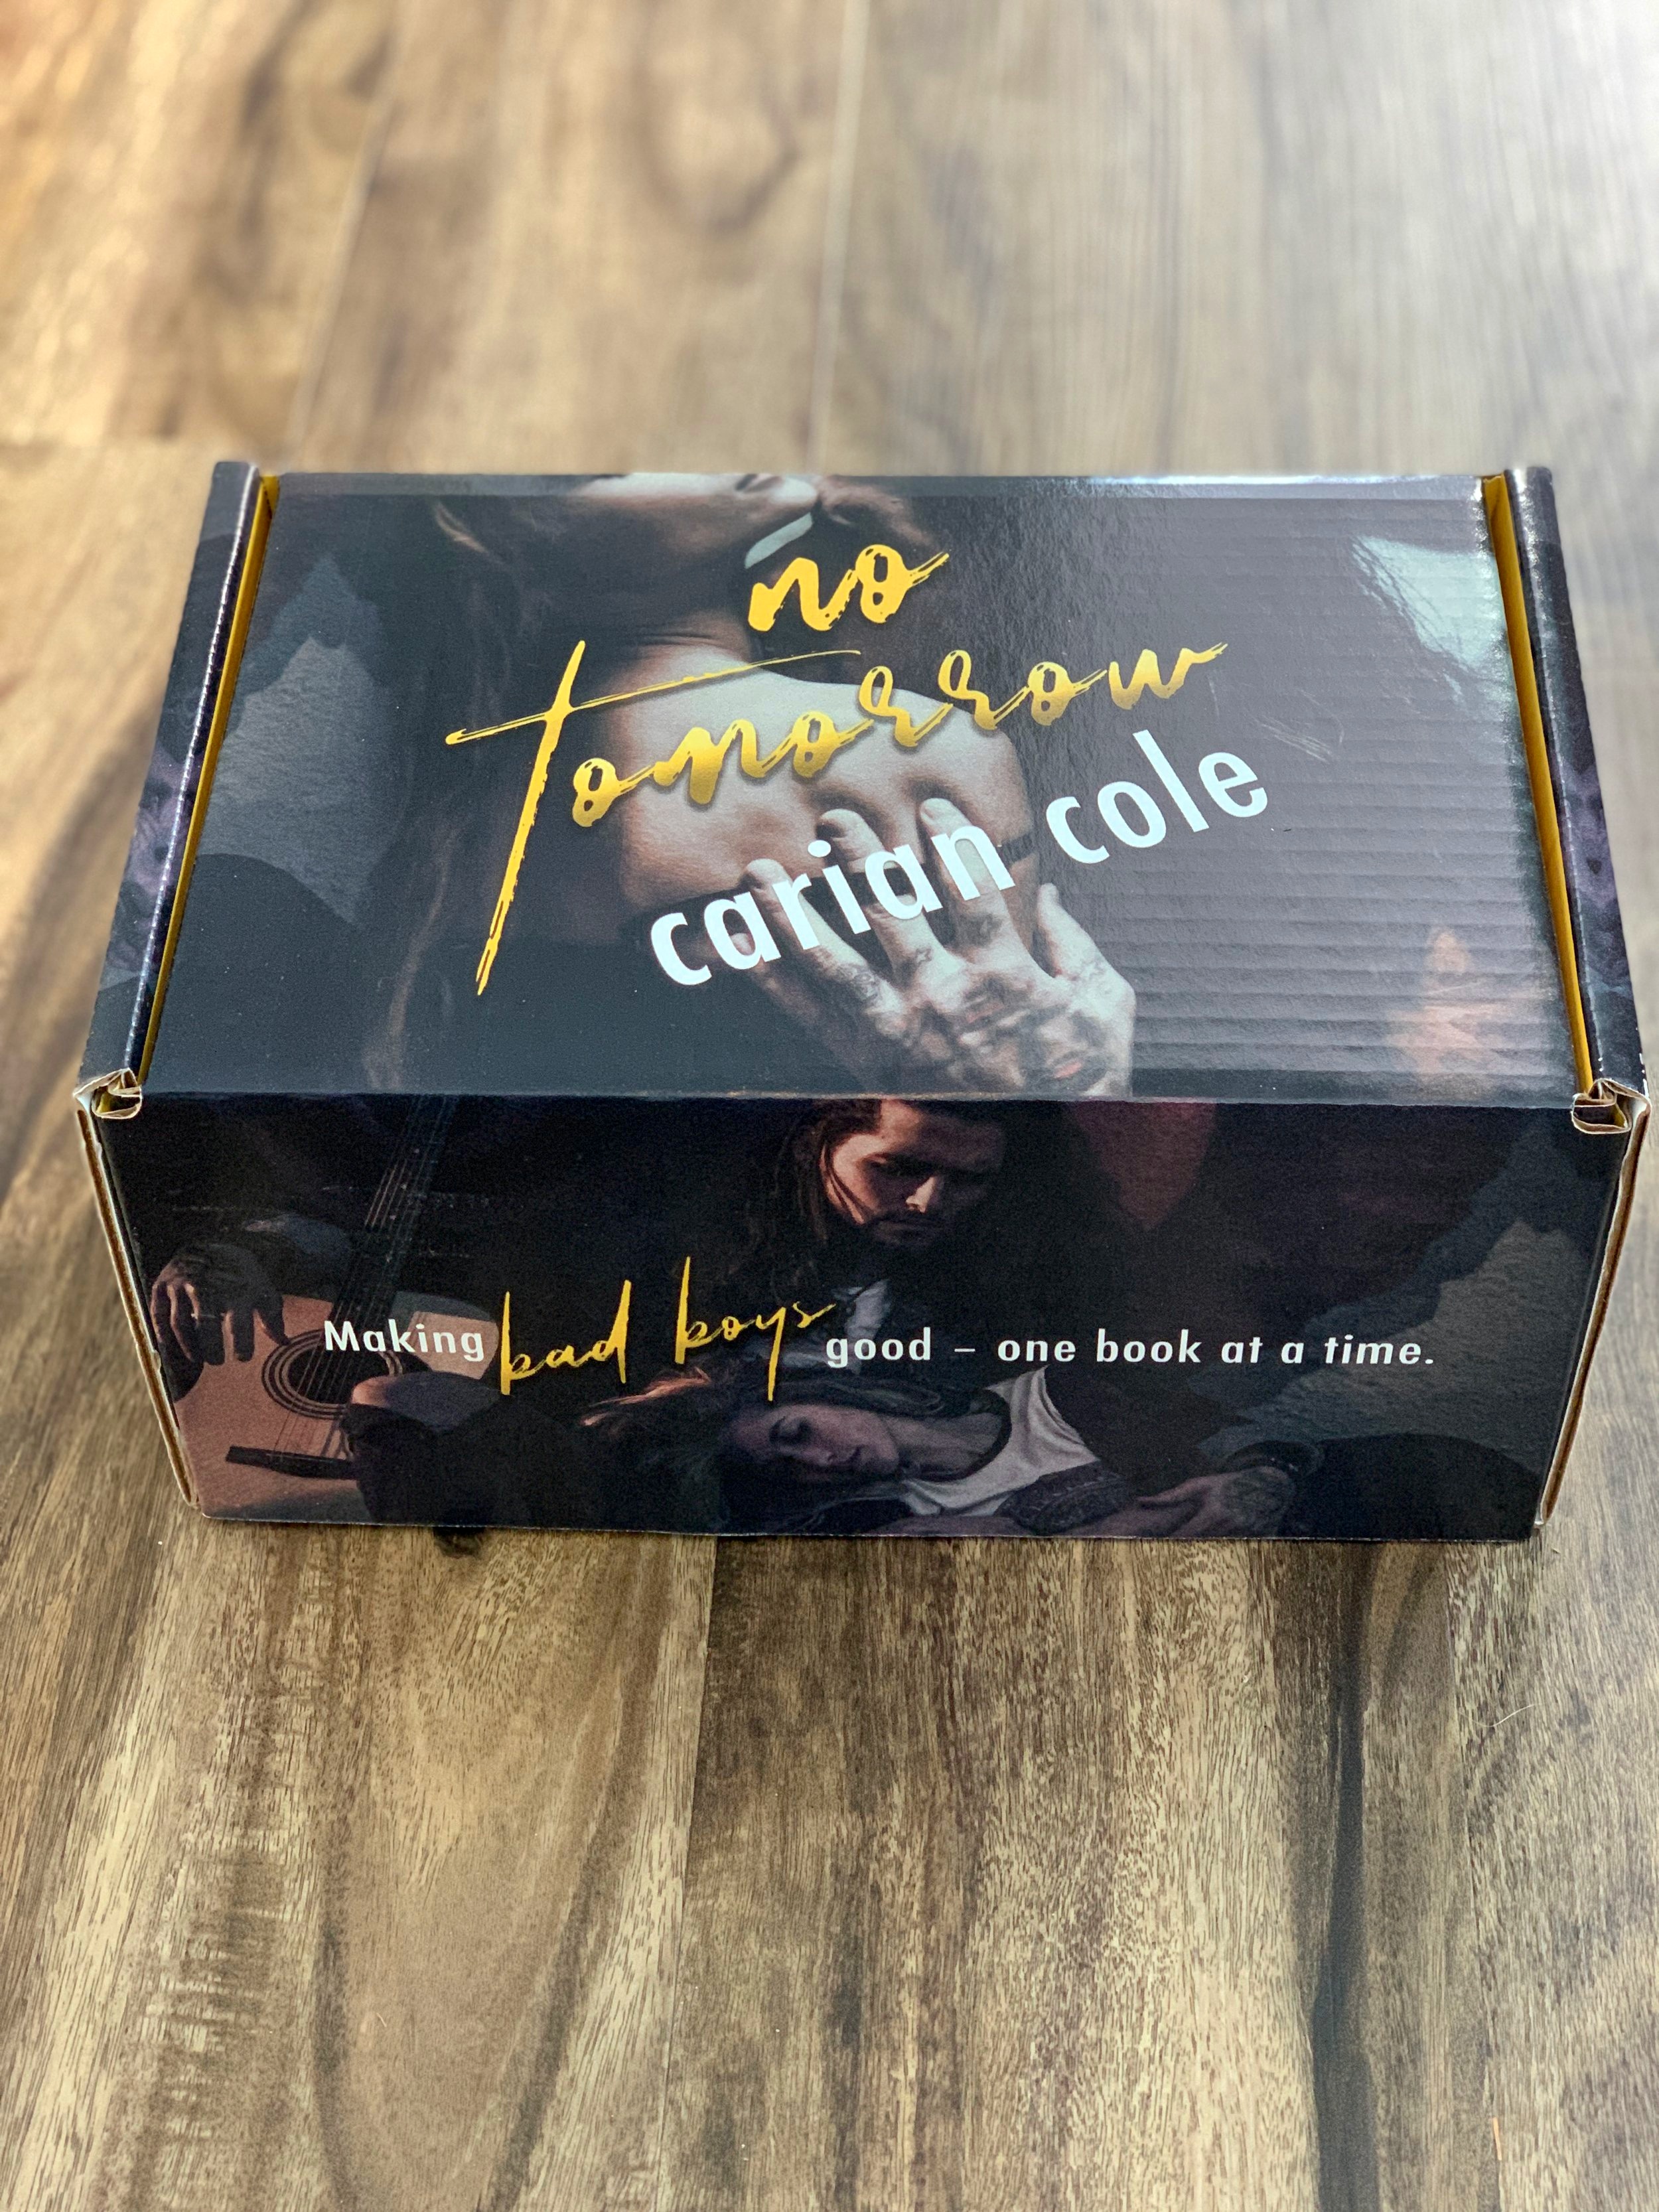 no
tomorrow
carian cole
Making bad boys good – one book at a time.